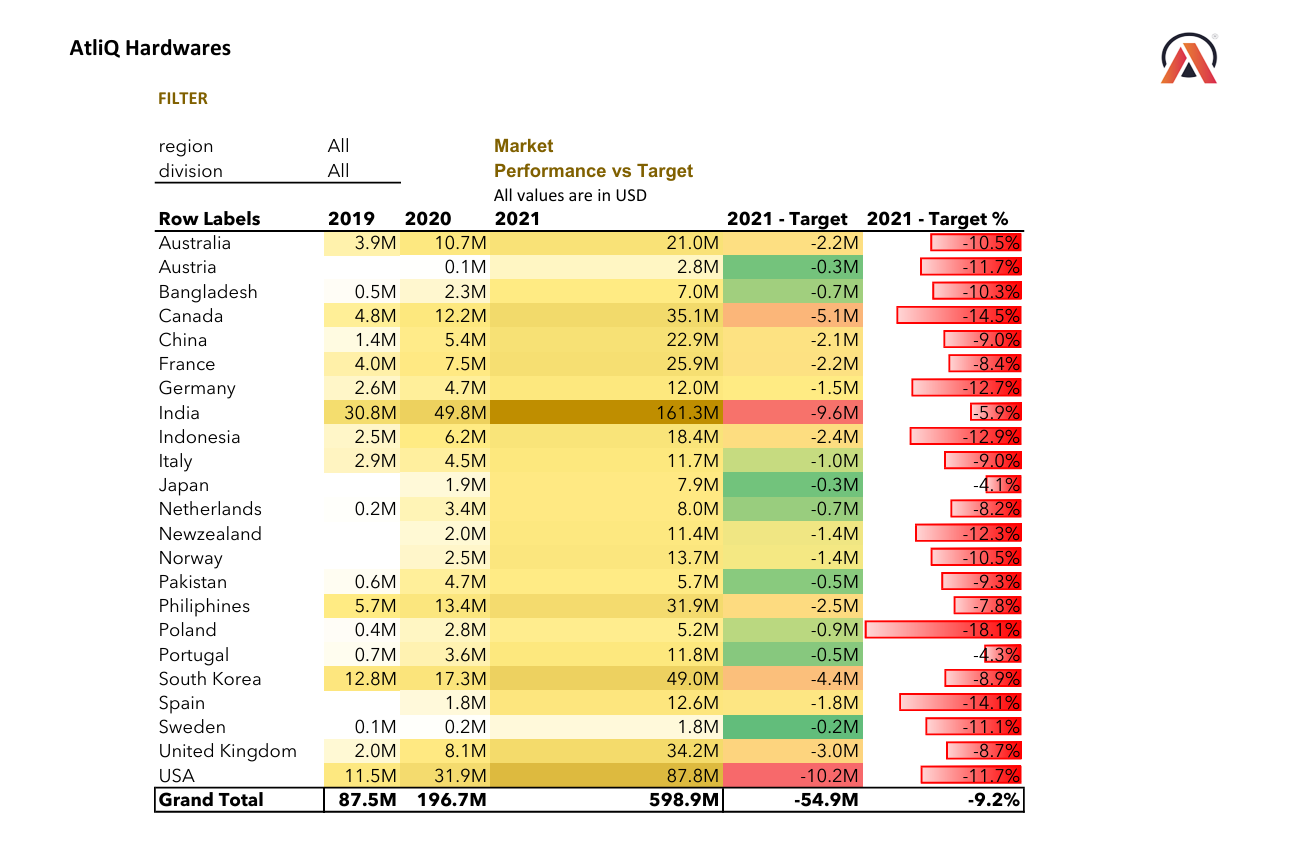 AtliQ Hardwares
®
FILTER
region All Market
division All Performance vs Target
All values are in USD
Row Labels 2019 2020 2021 2021 - Target 2021 - Target %
Australia 3.9M 10.7M 21.0M -2.2M -10.5%
Austria 0.1M 2.8M -0.3M -11.7%
Bangladesh 0.5M 2.3M 7.0M -0.7M -10.3%
Canada 4.8M 12.2M 35.1M -5.1M -14.5%
China 1.4M 5.4M 22.9M -2.1M -9.0%
France 4.0M 7.5M 25.9M -2.2M -8.4%
Germany 2.6M 4.7M 12.0M -1.5M -12.7%
India 30.8M 49.8M 161.3M -9.6M -5.9%
Indonesia 2.5M 6.2M 18.4M -2.4M -12.9%
Italy 2.9M 4.5M 11.7M -1.0M -9.0%
Japan 1.9M 7.9M -0.3M -4.1%
Netherlands 0.2M 3.4M 8.0M -0.7M -8.2%
Newzealand 2.0M 11.4M -1.4M -12.3%
Norway 2.5M 13.7M -1.4M -10.5%
Pakistan 0.6M 4.7M 5.7M -0.5M -9.3%
Philiphines 5.7M 13.4M 31.9M -2.5M -7.8%
Poland 0.4M 2.8M 5.2M -0.9M -18.1%
Portugal 0.7M 3.6M 11.8M -0.5M -4.3%
South Korea 12.8M 17.3M 49.0M -4.4M -8.9%
Spain 1.8M 12.6M -1.8M -14.1%
Sweden 0.1M 0.2M 1.8M -0.2M -11.1%
United Kingdom 2.0M 8.1M 34.2M -3.0M -8.7%
USA 11.5M 31.9M 87.8M -10.2M -11.7%
Grand Total 87.5M 196.7M 598.9M -54.9M -9.2%